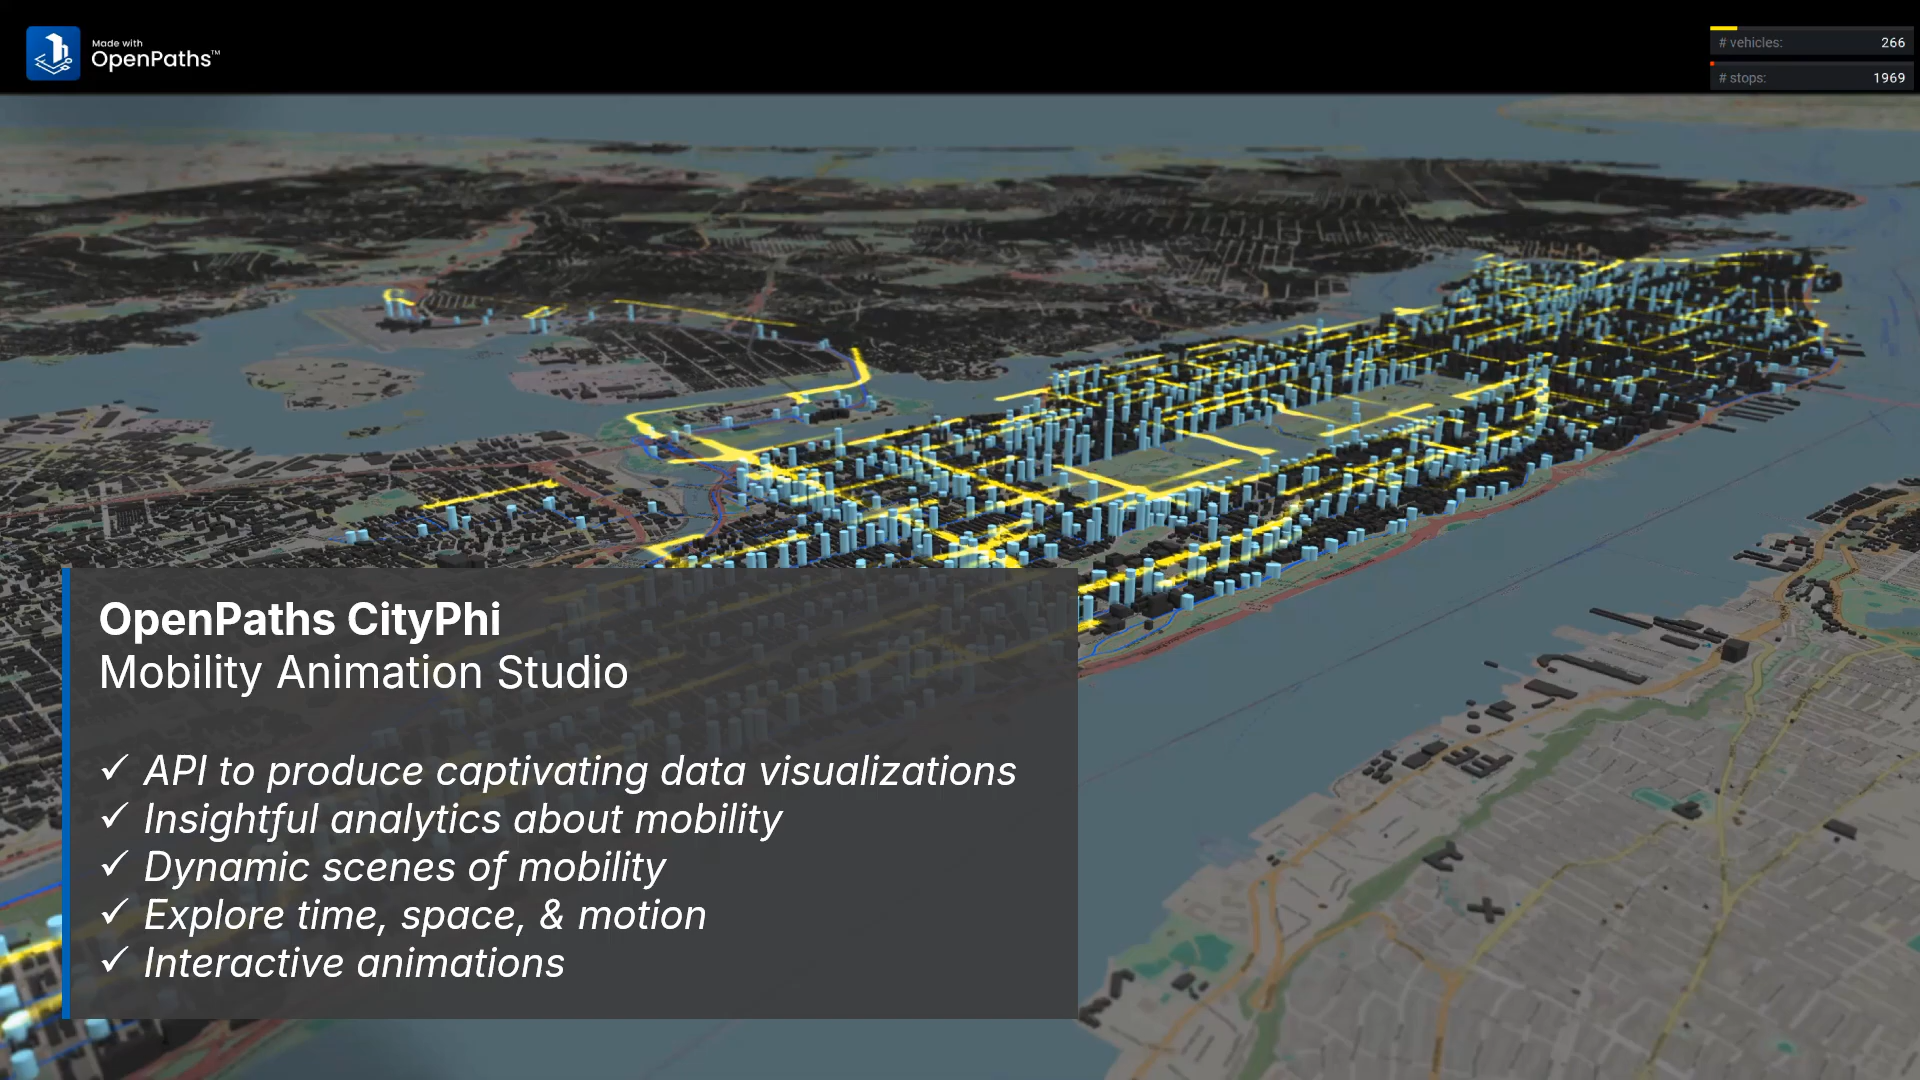 Made with
OpenPaths™
# vehicles: 266
# stops: 1969
OpenPaths CityPhi
Mobility Animation Studio
✓ API to produce captivating data visualizations
✓ Insightful analytics about mobility
✓ Dynamic scenes of mobility
✓ Explore time, space, & motion
✓ Interactive animations